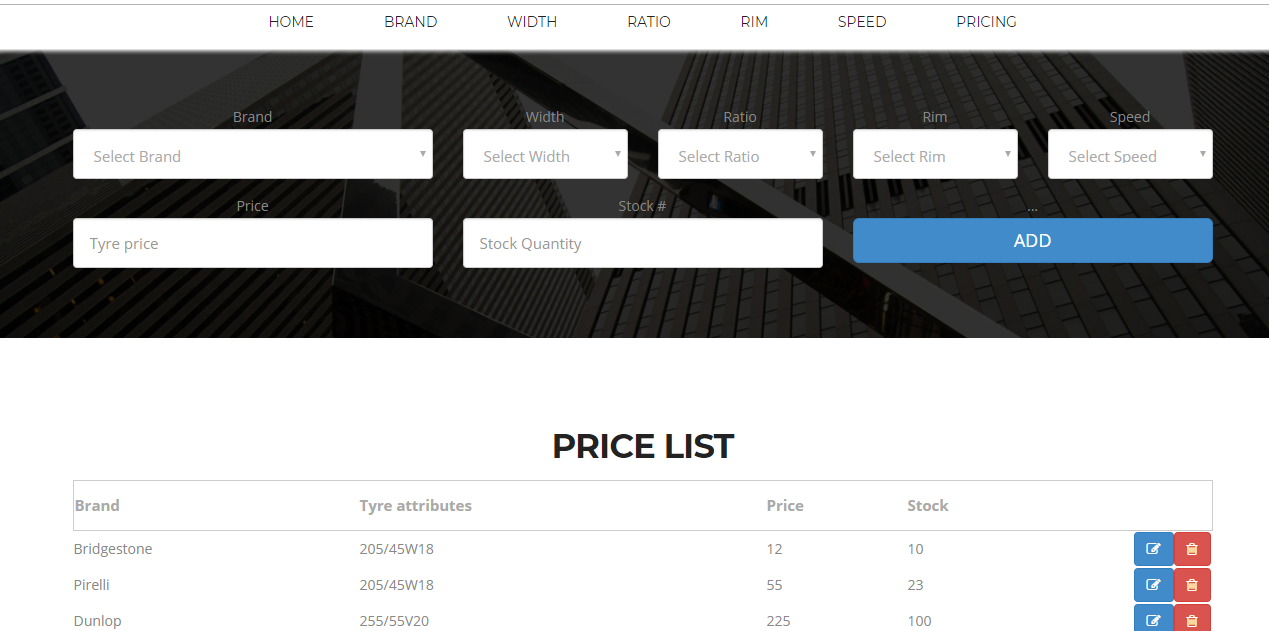 HOME BRAND WIDTH RATIO RIM SPEED PRICING
Brand Width Ratio Rim Speed
Select Brand Select Width Select Ratio Select Rim Select Speed
Price Stock # ...
Tyre price Stock Quantity ADD
PRICE LIST
Brand Tyre attributes Price Stock
Bridgestone 205/45W18 12 10
Pirelli 205/45W18 55 23
Dunlop 255/55V20 225 100